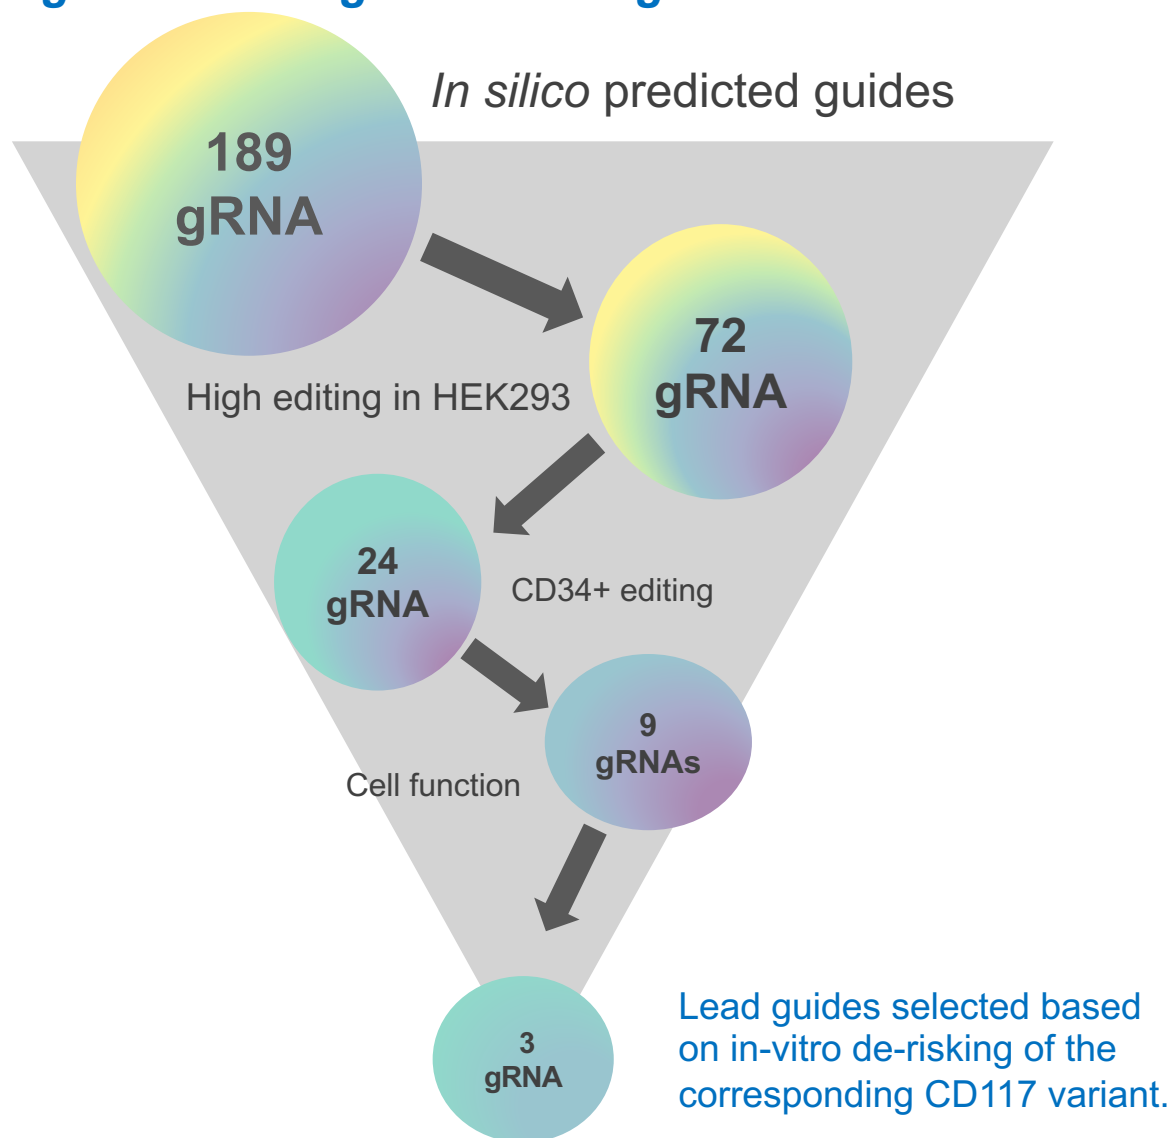 In silico predicted guides
189
gRNA
72
gRNA
High editing in HEK293
24
gRNA
CD34+ editing
9
gRNAs
Cell function
3
gRNA
Lead guides selected based
on in-vitro de-risking of the
corresponding CD117 variant.